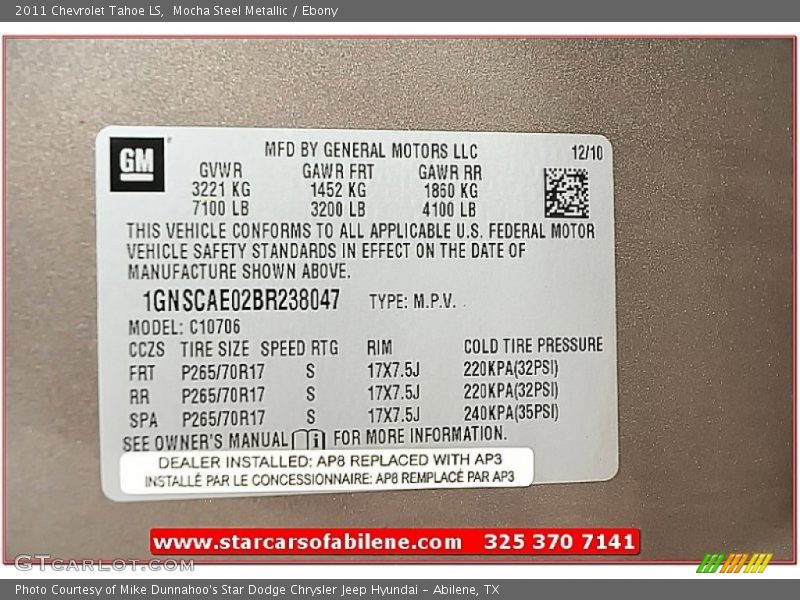 2011 Chevrolet Tahoe LS,  Mocha Steel Metallic / Ebony
GM
MFD BY GENERAL MOTORS LLC 12/10
GVWR GAWR FRT GAWR RR
3221 KG 1452 KG 1860 KG
7100 LB 3200 LB 4100 LB
THIS VEHICLE CONFORMS TO ALL APPLICABLE U.S. FEDERAL MOTOR
VEHICLE SAFETY STANDARDS IN EFFECT ON THE DATE OF
MANUFACTURE SHOWN ABOVE.
1GNSCAE02BR238047 TYPE: M.P.V.
MODEL: C10706
CCZS TIRE SIZE SPEED RTG RIM COLD TIRE PRESSURE
FRT P265/70R17 S 17X7.5J 220KPA(32PSI)
RR P265/70R17 S 17X7.5J 220KPA(32PSI)
SPA P265/70R17 S 17X7.5J 240KPA(35PSI)
SEE OWNER'S MANUAL i FOR MORE INFORMATION.
DEALER INSTALLED: AP8 REPLACED WITH AP3
INSTALLÉ PAR LE CONCESSIONNAIRE: AP8 REMPLACÉ PAR AP3
www.starcarsofabilene.com 325 370 7141
GTcarlot.com
Photo Courtesy of Mike Dunnahoo's Star Dodge Chrysler Jeep Hyundai - Abilene, TX